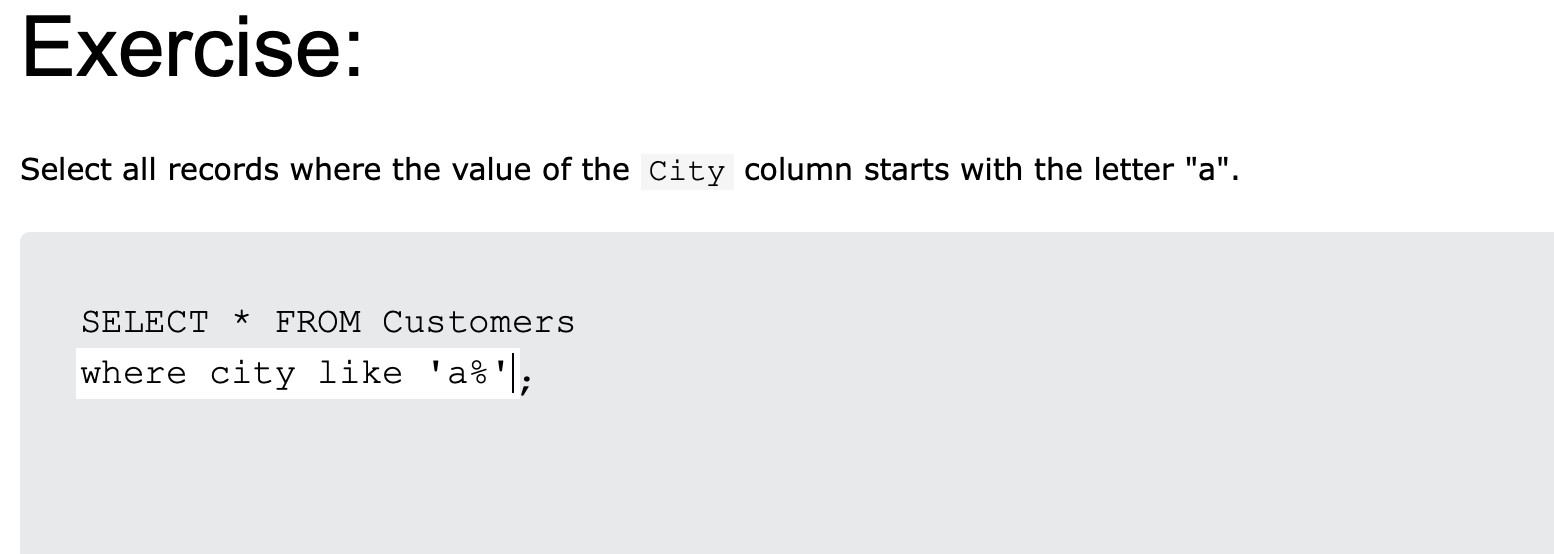 Exercise:
Select all records where the value of the City column starts with the letter "a".
SELECT * FROM Customers
where city like 'a%';